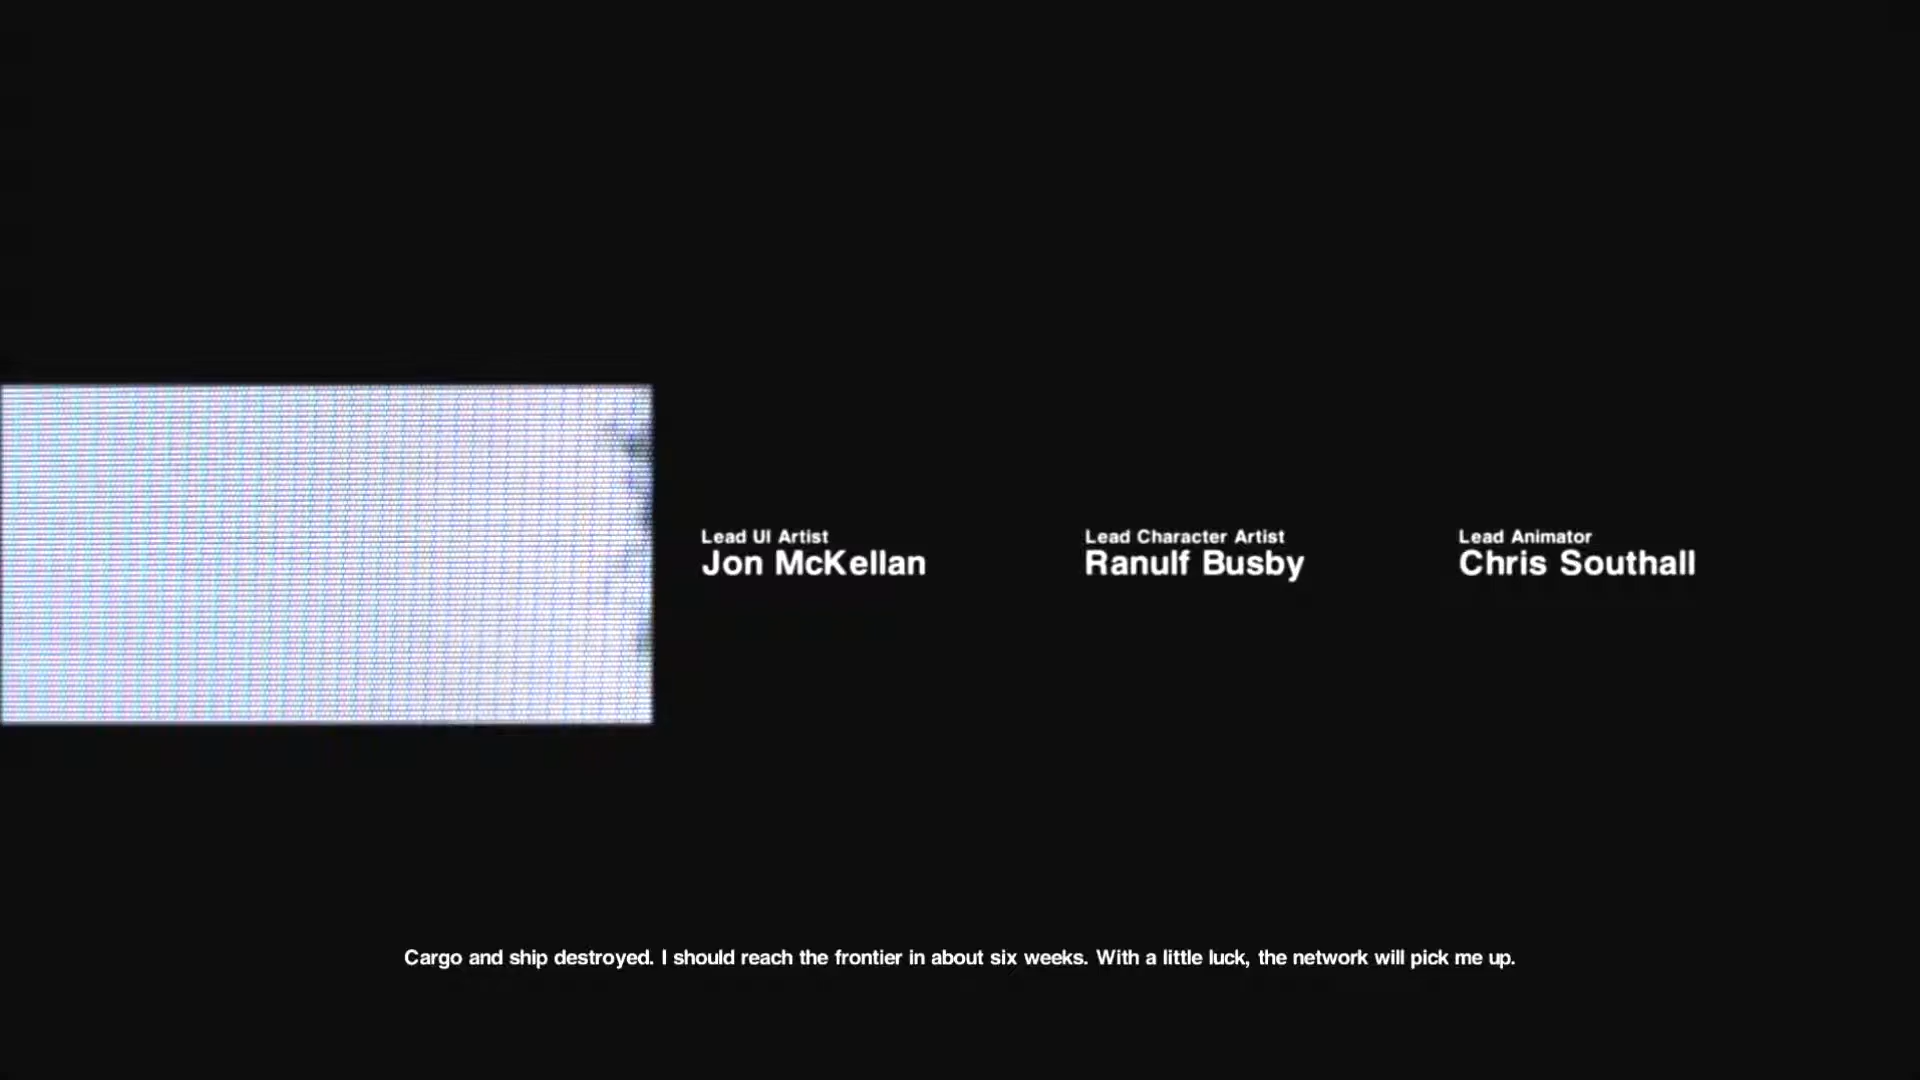 Lead UI Artist
Jon McKellan
Lead Character Artist
Ranulf Busby
Lead Animator
Chris Southall
Cargo and ship destroyed. I should reach the frontier in about six weeks. With a little luck, the network will pick me up.